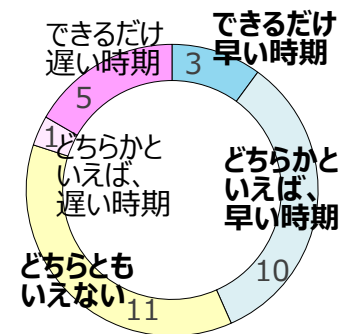 できるだけ
早い時期
3
どちらかと
いえば、
早い時期
10
どちらとも
いえない
11
どちらかと
いえば、
遅い時期
1
できるだけ
遅い時期
5